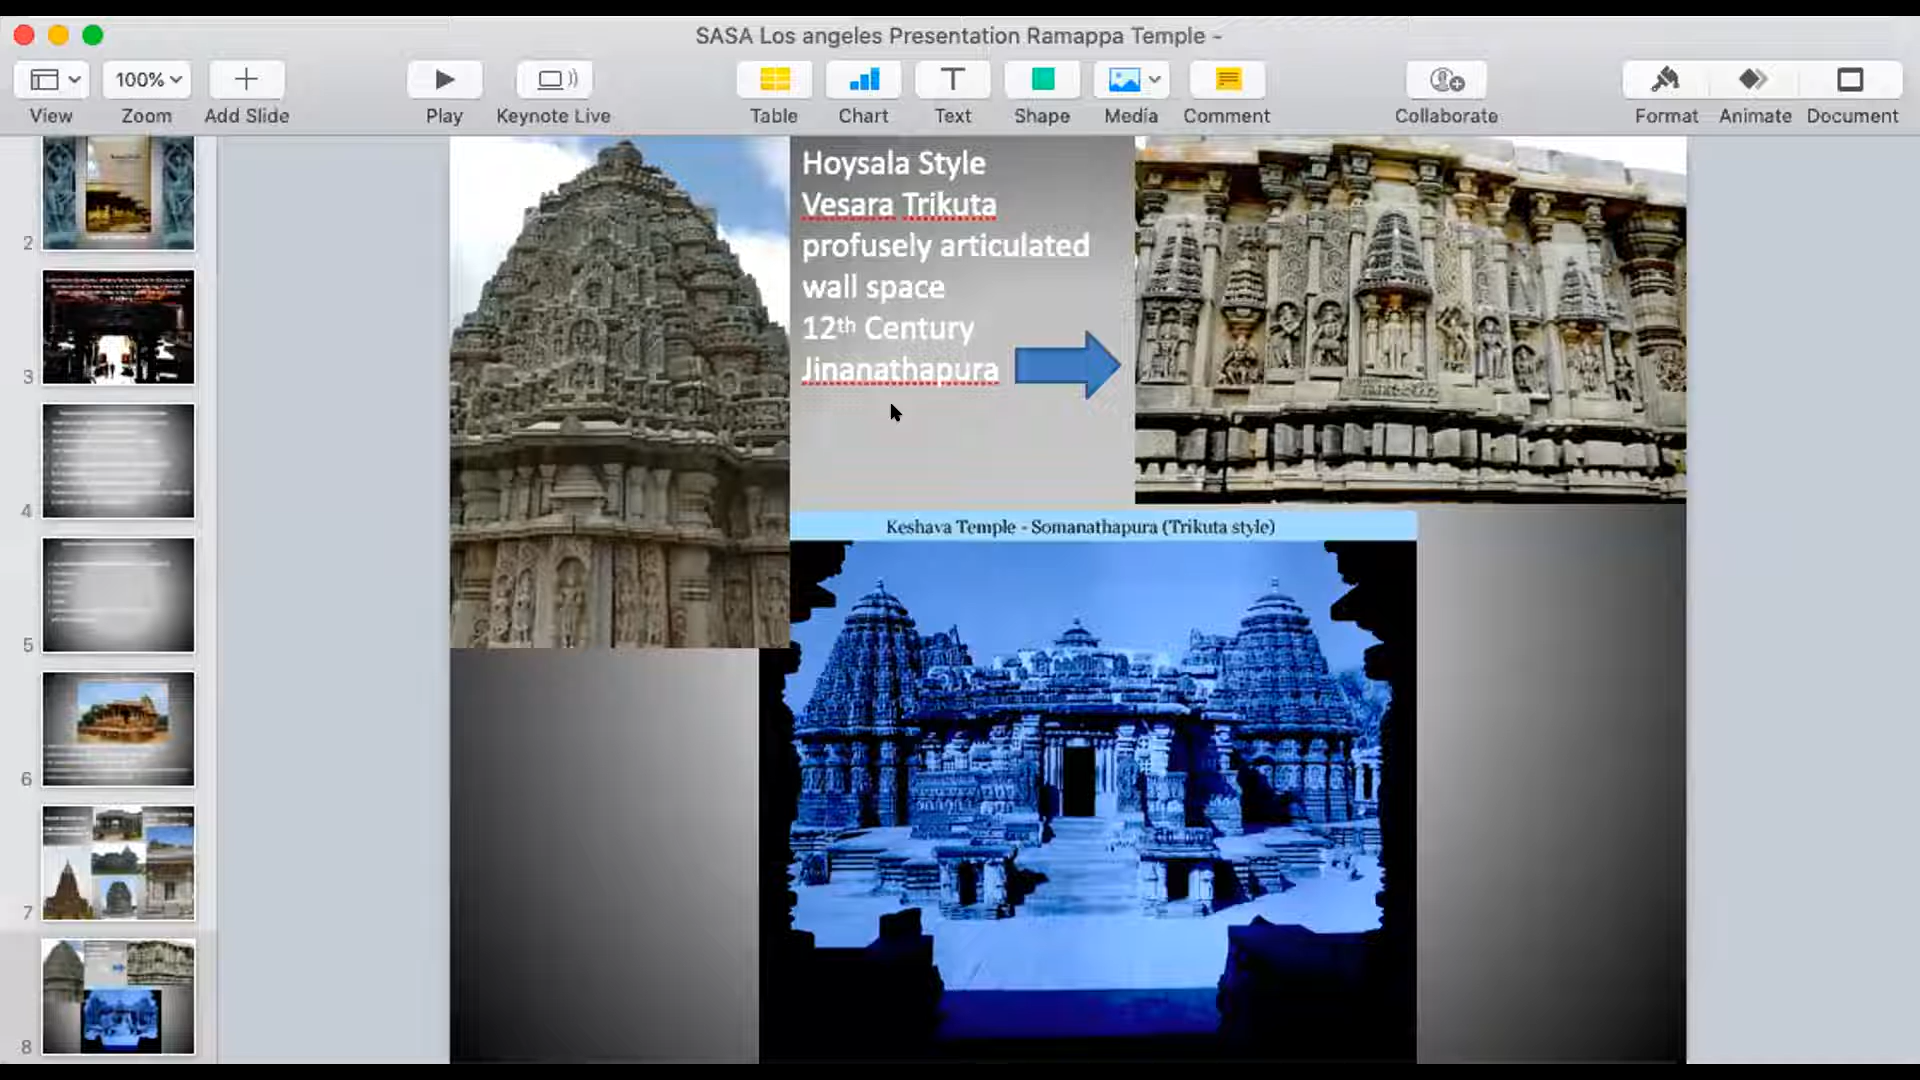 SASA Los angeles Presentation Ramappa Temple -
100%
View
Zoom
Add Slide
Play
Keynote Live
Table
Chart
Text
Shape
Media
Comment
Collaborate
Format
Animate
Document
2
3
4
5
6
7
8
Hoysala Style
Vesara Trikuta
profusely articulated
wall space
12th Century
Jinanathapura
Keshava Temple - Somanathapura (Trikuta style)